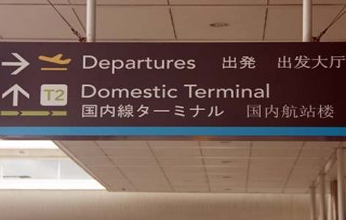 Departures 出発 出发大厅
T2 Domestic Terminal
国内線ターミナル 国内航站楼